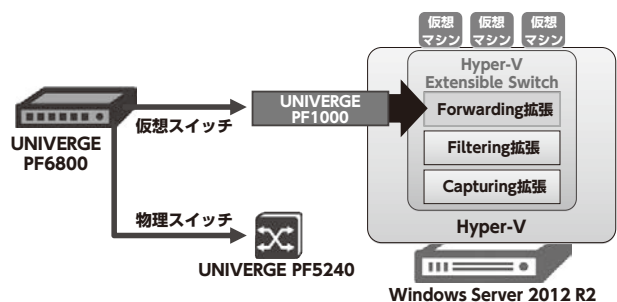 仮想
マシン
仮想
マシン
仮想
マシン
Hyper-V
Extensible Switch
UNIVERGE
PF1000
Forwarding拡張
仮想スイッチ
UNIVERGE
PF6800
Filtering拡張
Capturing拡張
物理スイッチ
Hyper-V
UNIVERGE PF5240
Windows Server 2012 R2